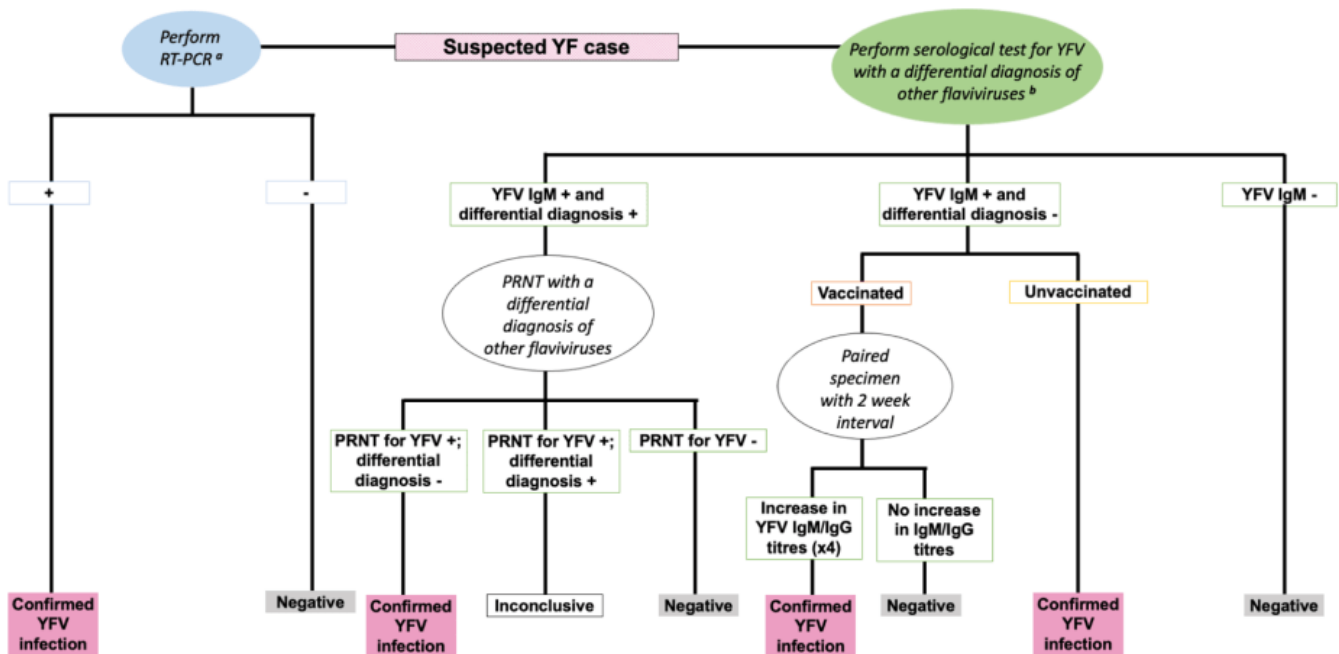 Perform
RT-PCR a
Suspected YF case
Perform serological test for YFV
with a differential diagnosis of
other flaviviruses b
+
-
YFV IgM + and
differential diagnosis +
YFV IgM + and
differential diagnosis -
YFV IgM -
PRNT with a
differential
diagnosis of
other flaviviruses
Vaccinated
Unvaccinated
Paired
specimen
with 2 week
interval
PRNT for YFV +;
differential
diagnosis -
PRNT for YFV +;
differential
diagnosis +
PRNT for YFV -
Increase in
YFV IgM/IgG
titres (x4)
No increase
in IgM/IgG
titres
Confirmed
YFV
infection
Negative
Confirmed
YFV
infection
Inconclusive
Negative
Confirmed
YFV
infection
Negative
Confirmed
YFV
infection
Negative